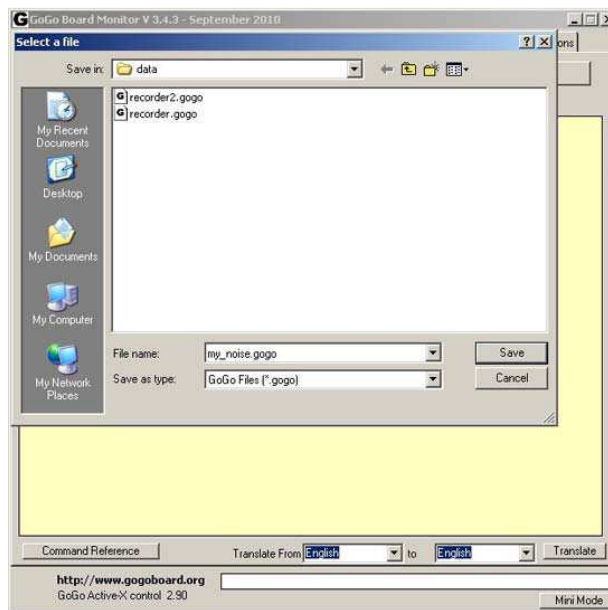 GoGo Board Monitor V 3.4.3 - September 2010
Select a file
ons
Save in: data
recorder2.gogo
recorder.gogo
My Recent
Documents
Desktop
My Documents
My Computer
My Network
Places
File name: my_noise.gogo Save
Save as type: GoGo Files (*.gogo) Cancel
Command Reference Translate From English to English Translate
http://www.gogoboard.org
GoGo Active-X control 2.90
Mini Mode